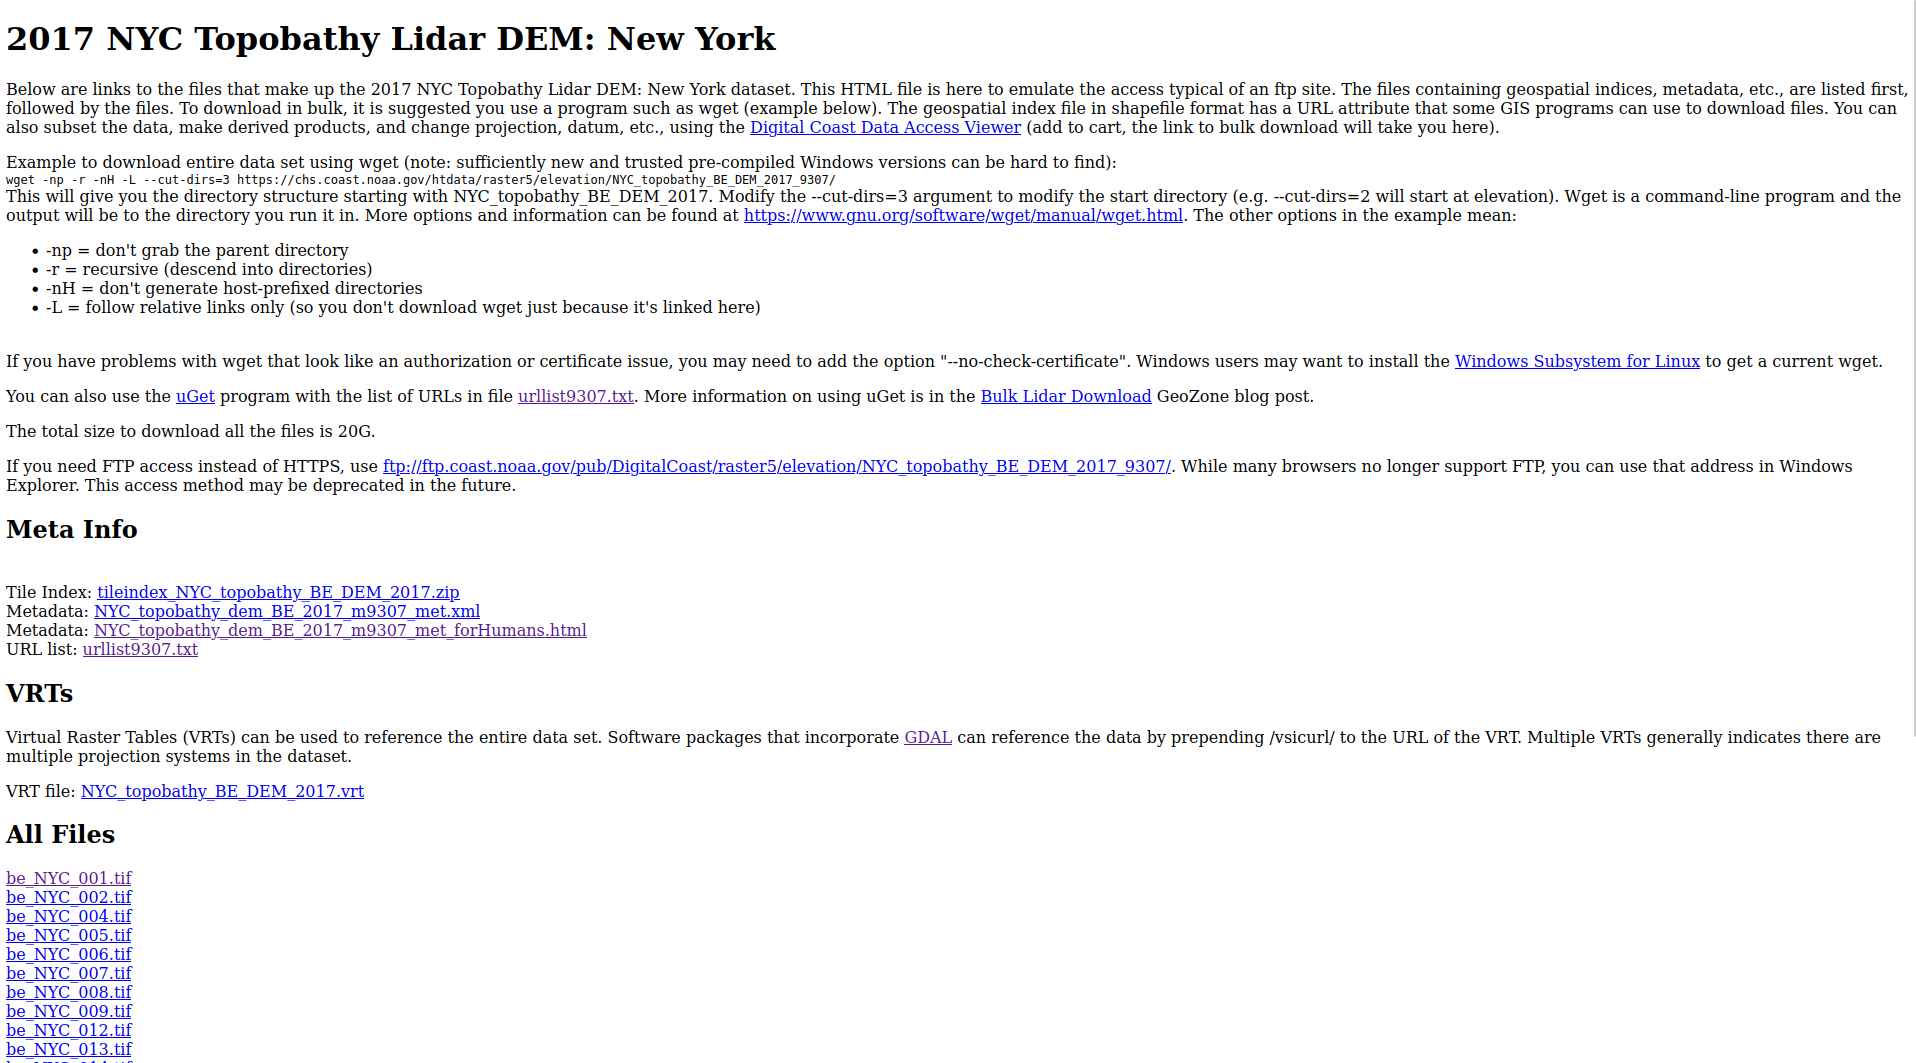 2017 NYC Topobathy Lidar DEM: New York
Below are links to the files that make up the 2017 NYC Topobathy Lidar DEM: New York dataset. This HTML file is here to emulate the access typical of an ftp site. The files containing geospatial indices, metadata, etc., are listed first,
followed by the files. To download in bulk, it is suggested you use a program such as wget (example below). The geospatial index file in shapefile format has a URL attribute that some GIS programs can use to download files. You can
also subset the data, make derived products, and change projection, datum, etc., using the Digital Coast Data Access Viewer (add to cart, the link to bulk download will take you here).
Example to download entire data set using wget (note: sufficiently new and trusted pre-compiled Windows versions can be hard to find):
wget -np -r -nH -L --cut-dirs=3 https://chs.coast.noaa.gov/htdata/raster5/elevation/NYC_topobathy_BE_DEM_2017_9307/
This will give you the directory structure starting with NYC_topobathy_BE_DEM_2017. Modify the --cut-dirs=3 argument to modify the start directory (e.g. --cut-dirs=2 will start at elevation). Wget is a command-line program and the
output will be to the directory you run it in. More options and information can be found at https://www.gnu.org/software/wget/manual/wget.html. The other options in the example mean:
• -np = don't grab the parent directory
• -r = recursive (descend into directories)
• -nH = don't generate host-prefixed directories
• -L = follow relative links only (so you don't download wget just because it's linked here)
If you have problems with wget that look like an authorization or certificate issue, you may need to add the option "--no-check-certificate". Windows users may want to install the Windows Subsystem for Linux to get a current wget.
You can also use the uGet program with the list of URLs in file urllist9307.txt. More information on using uGet is in the Bulk Lidar Download GeoZone blog post.
The total size to download all the files is 20G.
If you need FTP access instead of HTTPS, use ftp://ftp.coast.noaa.gov/pub/DigitalCoast/raster5/elevation/NYC_topobathy_BE_DEM_2017_9307/. While many browsers no longer support FTP, you can use that address in Windows
Explorer. This access method may be deprecated in the future.
Meta Info
Tile Index: tileindex_NYC_topobathy_BE_DEM_2017.zip
Metadata: NYC_topobathy_dem_BE_2017_m9307_met.xml
Metadata: NYC_topobathy_dem_BE_2017_m9307_met_forHumans.html
URL list: urllist9307.txt
VRTs
Virtual Raster Tables (VRTs) can be used to reference the entire data set. Software packages that incorporate GDAL can reference the data by prepending /vsicurl/ to the URL of the VRT. Multiple VRTs generally indicates there are
multiple projection systems in the dataset.
VRT file: NYC_topobathy_BE_DEM_2017.vrt
All Files
be_NYC_001.tif
be_NYC_002.tif
be_NYC_004.tif
be_NYC_005.tif
be_NYC_006.tif
be_NYC_007.tif
be_NYC_008.tif
be_NYC_009.tif
be_NYC_012.tif
be_NYC_013.tif